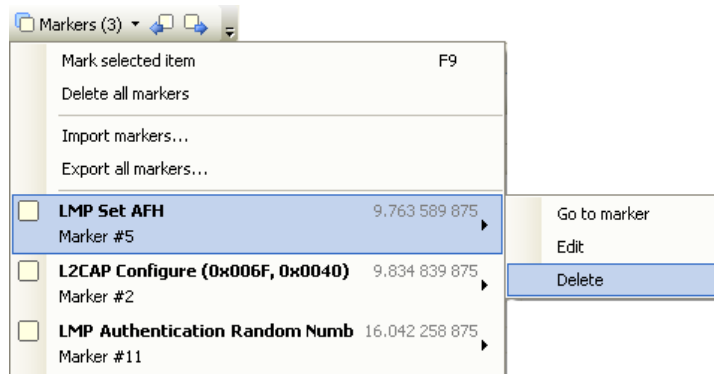 Markers (3)
Mark selected item F9
Delete all markers
Import markers...
Export all markers...
LMP Set AFH 9.763 589 875
Marker #5
Go to marker
Edit
Delete
L2CAP Configure (0x006F, 0x0040) 9.834 839 875
Marker #2
LMP Authentication Random Numb 16.042 258 875
Marker #11